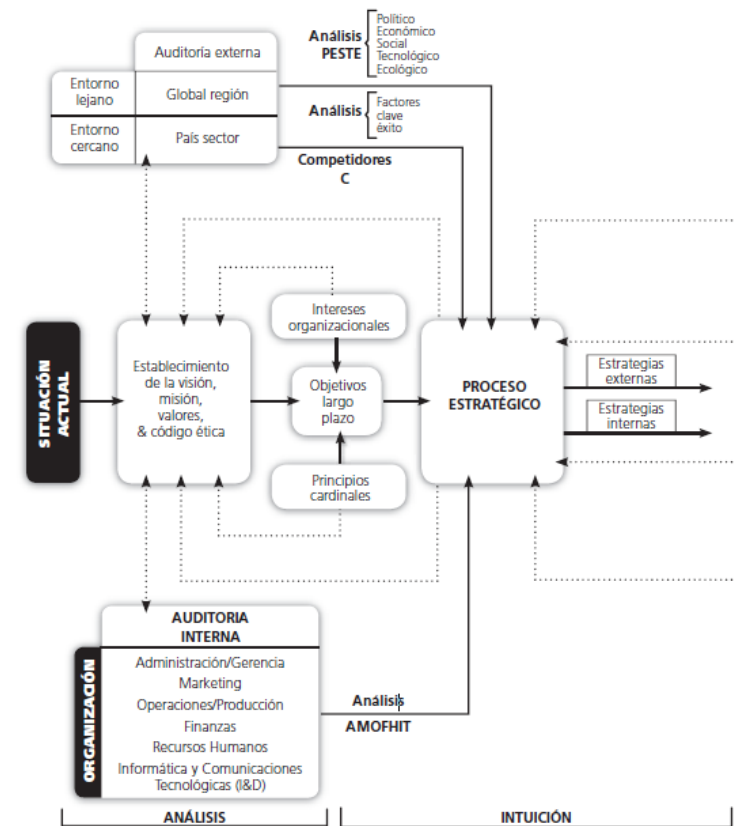 Análisis
PESTE
Político
Económico
Social
Tecnológico
Ecológico
Auditoría externa
Entorno
lejano
Global región
Entorno
cercano
País sector
Análisis
Factores
clave
éxito
Competidores
C
SITUACIÓN
ACTUAL
Establecimiento
de la visión,
misión,
valores,
& código ética
Intereses
organizacionales
Objetivos
largo
plazo
Principios
cardinales
PROCESO
ESTRATÉGICO
Estrategias
externas
Estrategias
internas
ORGANIZACIÓN
AUDITORIA
INTERNA
Administración/Gerencia
Marketing
Operaciones/Producción
Finanzas
Recursos Humanos
Informática y Comunicaciones
Tecnológicas (I&D)
Análisis
AMOFHIT
ANÁLISIS
INTUICIÓN